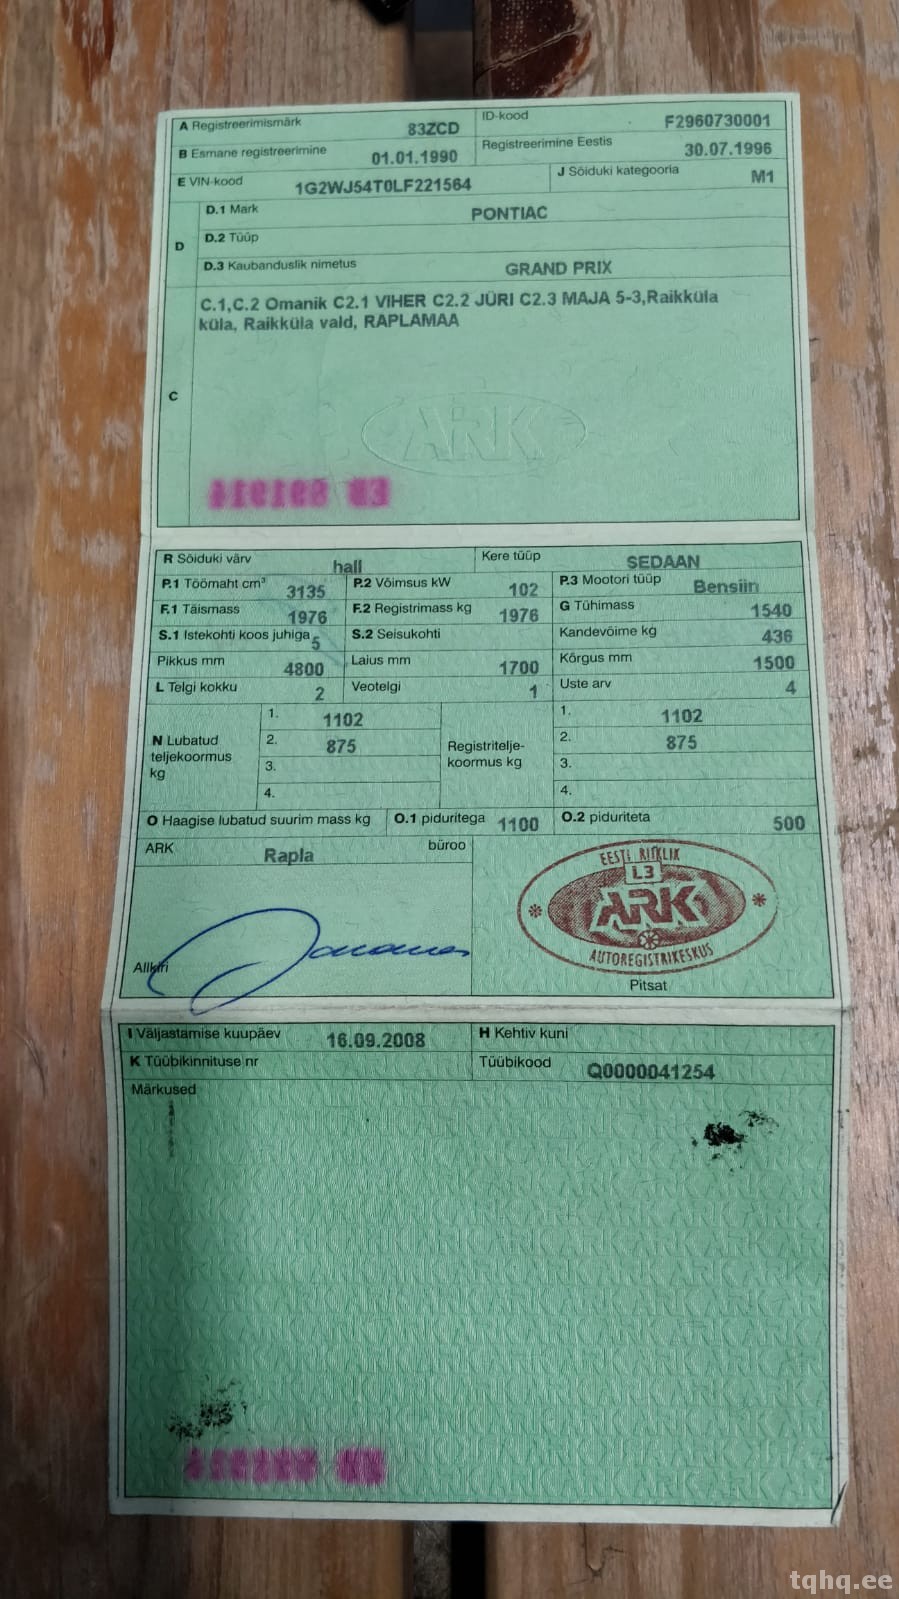 A Registreerimismärk 83ZCD ID-kood F2960730001
B Esmane registreerimine 01.01.1990 Registreerimine Eestis 30.07.1996
E VIN-kood 1G2WJ54T0LF221564 J Sõiduki kategooria M1
D
D.1 Mark PONTIAC
D.2 Tüüp
D.3 Kaubanduslik nimetus GRAND PRIX
C.1,C.2 Omanik C2.1 VIHER C2.2 JÜRI C2.3 MAJA 5-3,Raikküla
küla, Raikküla vald, RAPLAMAA
C
ARK
R Sõiduki värv hall Kere tüüp SEDAAN
P.1 Töömaht cm³ 3135 P.2 Võimsus kW 102 P.3 Mootori tüüp Bensiin
F.1 Täismass 1976 F.2 Registrimass kg 1976 G Tühimass 1540
S.1 Istekohti koos juhiga 5 S.2 Seisukohti Kandevõime kg 436
Pikkus mm 4800 Laius mm 1700 Kõrgus mm 1500
L Telgi kokku 2 Veotelgi 1 Uste arv 4
N Lubatud teljekoormus kg
1. 1102
2. 875
3.
4.
Registritelje-
koormus kg
1. 1102
2. 875
3.
4.
O Haagise lubatud suurim mass kg O.1 piduritega 1100 O.2 piduriteta 500
ARK Rapla büroo
EESTI RIIKLIK
L3
ARK
AUTOREGISTRIKESKUS
Allkiri
Pitsat
I Väljastamise kuupäev 16.09.2008 H Kehtiv kuni
K Tüübikinnituse nr Tüübikood Q0000041254
Märkused
tqhq.ee